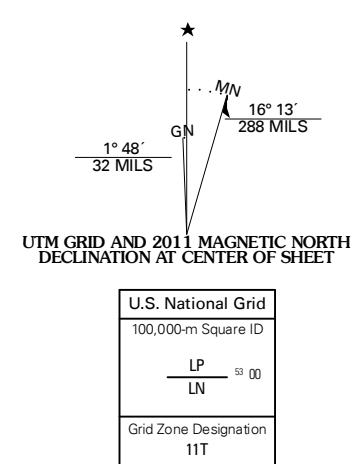 ★
MN
GN
16° 13´
288 MILS
1° 48´
32 MILS
UTM GRID AND 2011 MAGNETIC NORTH
DECLINATION AT CENTER OF SHEET
U.S. National Grid
100,000-m Square ID
LP
53 00
LN
Grid Zone Designation
11T